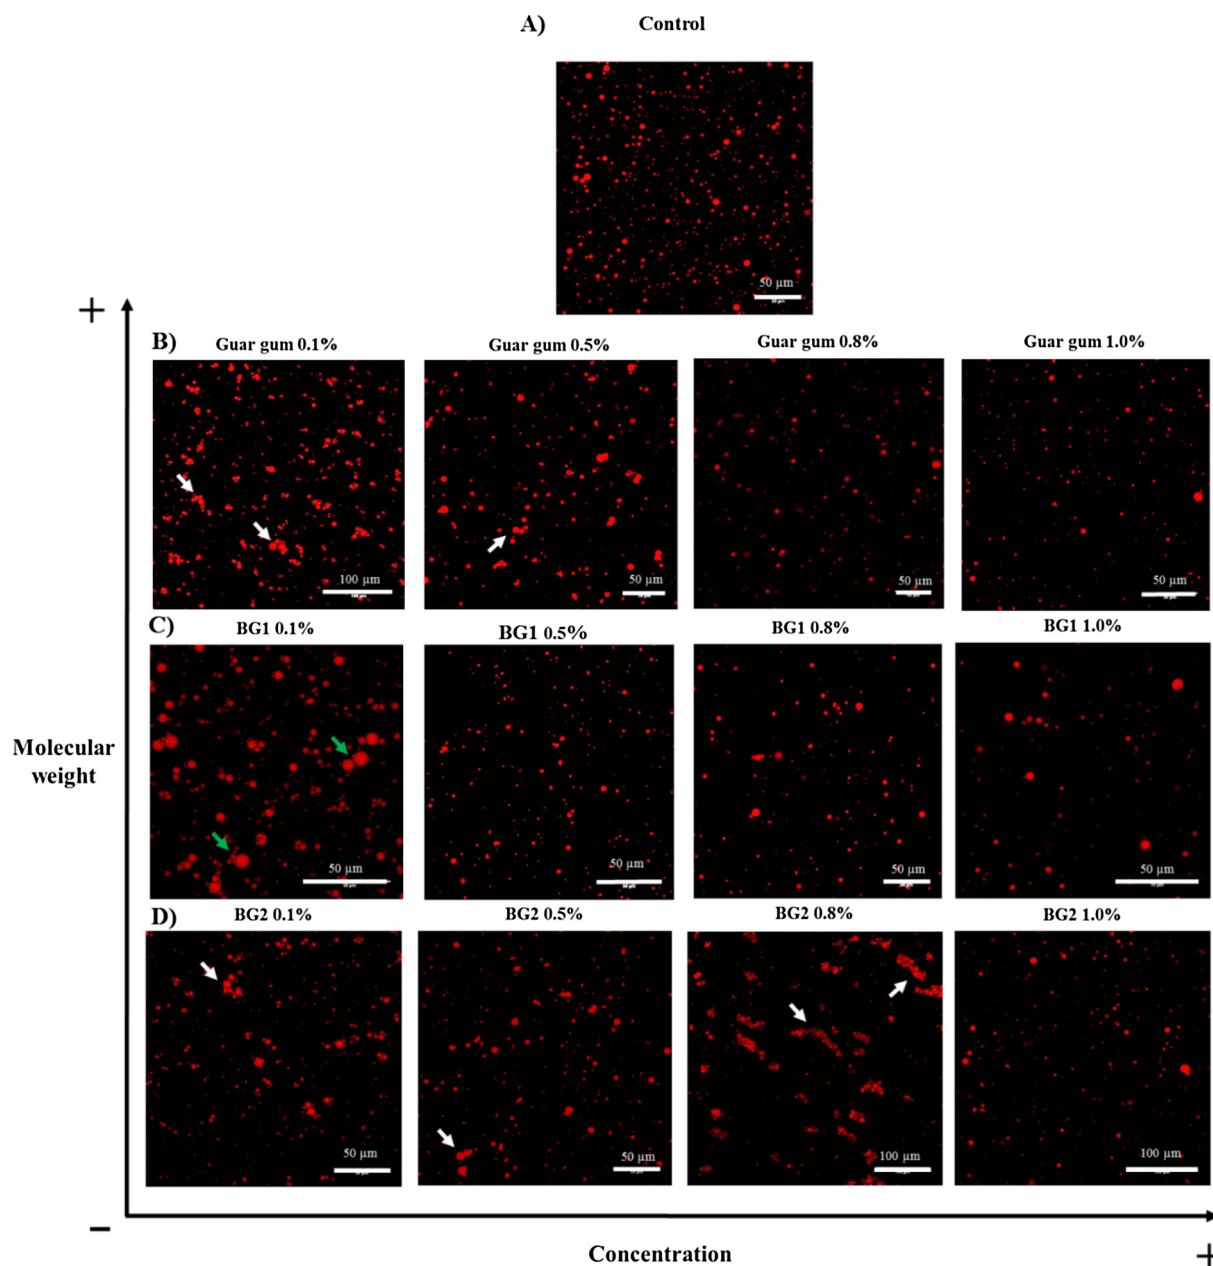 A) Control
50 µm
+
B) Guar gum 0.1% Guar gum 0.5% Guar gum 0.8% Guar gum 1.0%
100 µm 50 µm 50 µm 50 µm
C) BG1 0.1% BG1 0.5% BG1 0.8% BG1 1.0%
Molecular
weight
50 µm 50 µm 50 µm 50 µm
D) BG2 0.1% BG2 0.5% BG2 0.8% BG2 1.0%
50 µm 50 µm 100 µm 100 µm
−
Concentration +